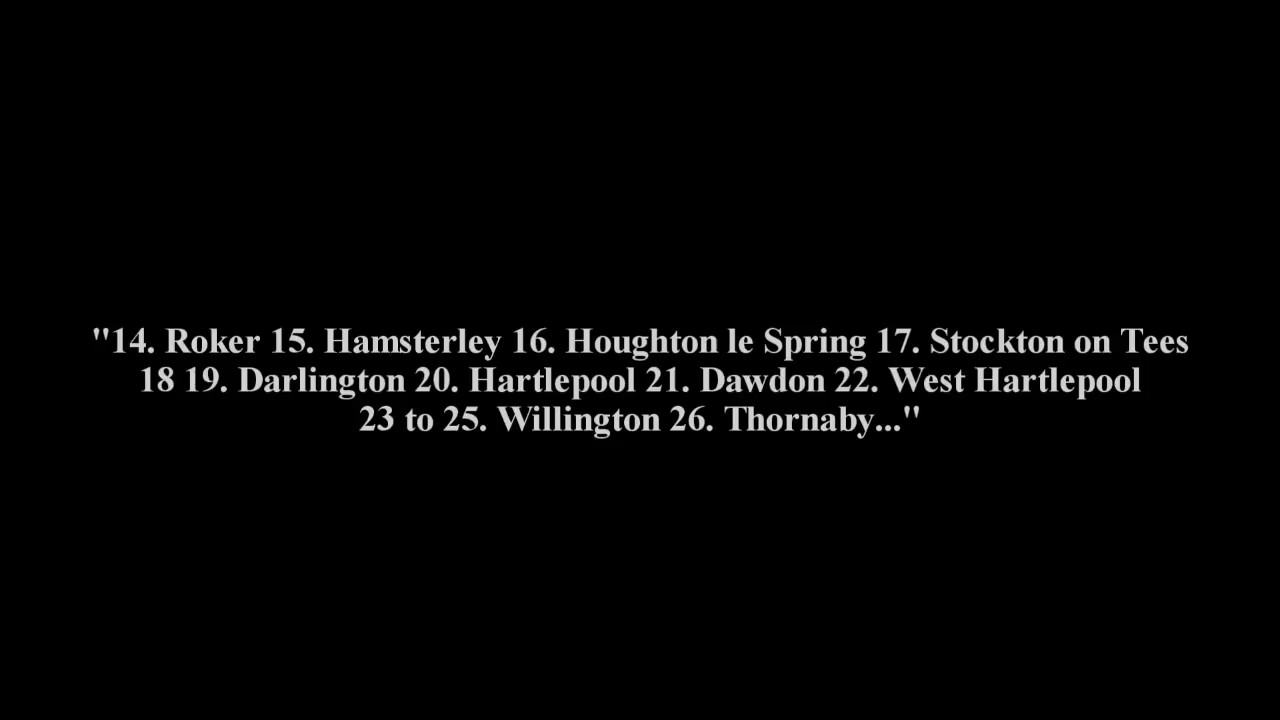 "14. Roker 15. Hamsterley 16. Houghton le Spring 17. Stockton on Tees
18 19. Darlington 20. Hartlepool 21. Dawdon 22. West Hartlepool
23 to 25. Willington 26. Thornaby..."